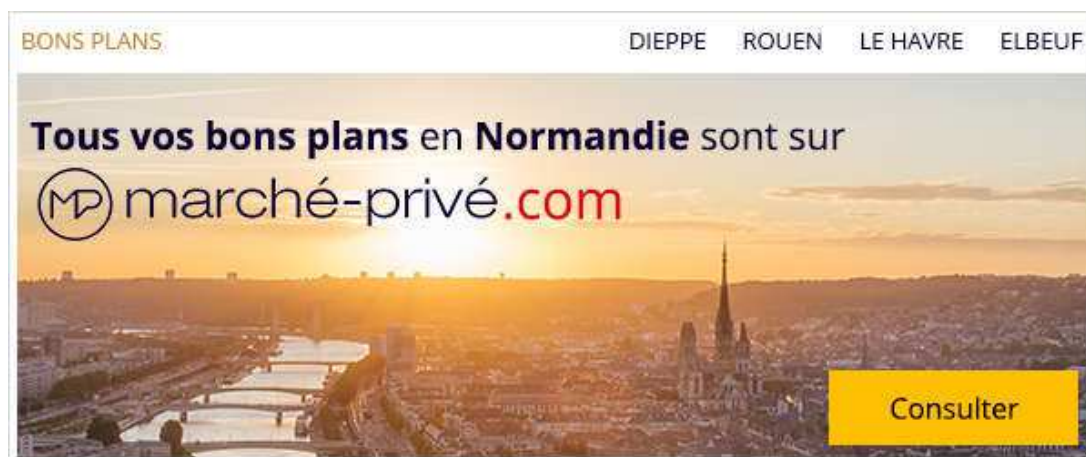 BONS PLANS DIEPPE ROUEN LE HAVRE ELBEUF
Tous vos bons plans en Normandie sont sur
MP marché-privé.com
Consulter